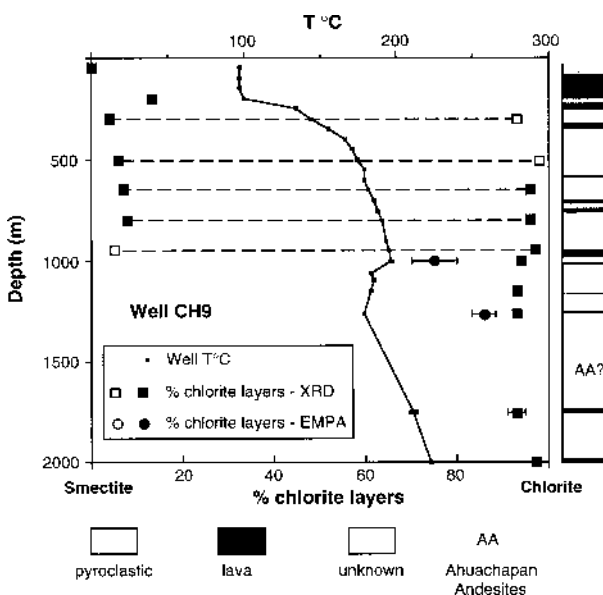 T °C
100
200
300
500
1000
1500
2000
Depth (m)
Well CH9
Well T°C
% chlorite layers - XRD
% chlorite layers - EMPA
AA?
Smectite
20
40
60
80
Chlorite
% chlorite layers
pyroclastic
lava
unknown
AA
Ahuachapan
Andesites